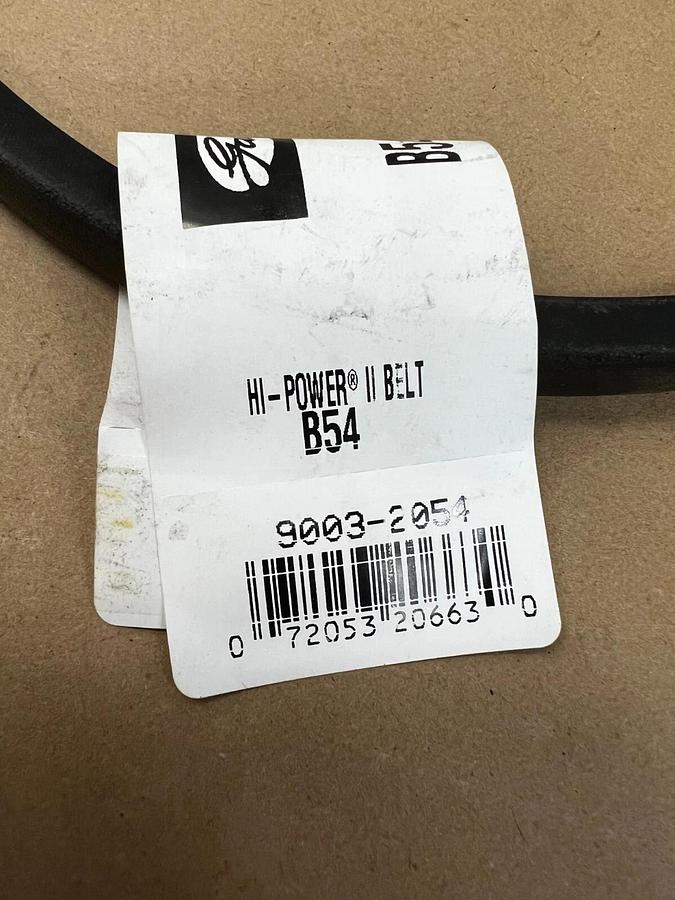 HI-POWER® II BELT
B54
9003-2054
0 72053 20663 0